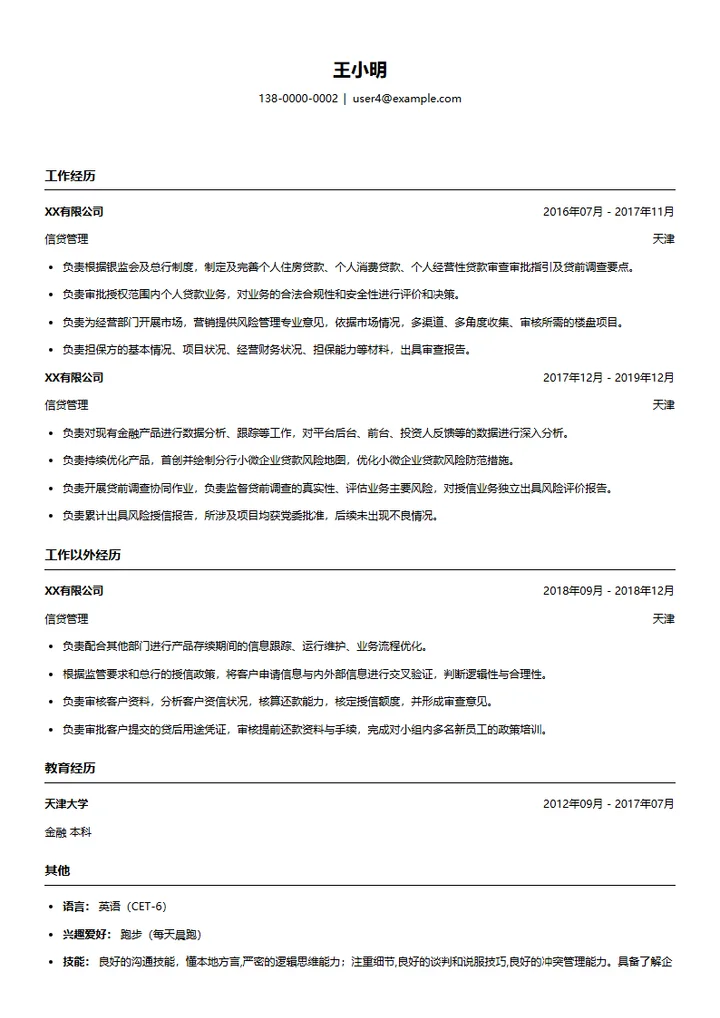 王小明
138-0000-0002 | user4@example.com
工作经历
XX有限公司 2016年07月 - 2017年11月
信贷管理 天津
• 负责根据银监会及总行制度，制定及完善个人住房贷款、个人消费贷款、个人经营性贷款审查审批指引及贷前调查要点。
• 负责审批授权范围内个人贷款业务，对业务的合法合规性和安全性进行评价和决策。
• 负责为经营部门开展市场，营销提供风险管理专业意见，依据市场情况，多渠道、多角度收集、审核所需的楼盘项目。
• 负责担保方的基本情况、项目状况、经营财务状况、担保能力等材料，出具审查报告。
XX有限公司 2017年12月 - 2019年12月
信贷管理 天津
• 负责对现有金融产品进行数据分析、跟踪等工作，对平台后台、前台、投资人反馈等的数据进行深入分析。
• 负责持续优化产品，首创并绘制分行小微企业贷款风险地图，优化小微企业贷款风险防范措施。
• 负责开展贷前调查协同作业，负责监督贷前调查的真实性、评估业务主要风险，对授信业务独立出具风险评价报告。
• 负责累计出具风险授信报告，所涉及项目均获党委批准，后续未出现不良情况。
工作以外经历
XX有限公司 2018年09月 - 2018年12月
信贷管理 天津
• 负责配合其他部门进行产品存续期间的信息跟踪、运行维护、业务流程优化。
• 根据监管要求和总行的授信政策，将客户申请信息与内外部信息进行交叉验证，判断逻辑性与合理性。
• 负责审核客户资料，分析客户资信状况，核算还款能力，核定授信额度，并形成审查意见。
• 负责审批客户提交的贷后用途凭证，审核提前还款资料与手续，完成对小组内多名新员工的政策培训。
教育经历
天津大学 2012年09月 - 2017年07月
金融 本科
其他
• 语言： 英语（CET-6）
• 兴趣爱好： 跑步（每天晨跑）
• 技能： 良好的沟通技能，懂本地方言,严密的逻辑思维能力；注重细节,良好的谈判和说服技巧,良好的冲突管理能力。具备了解企